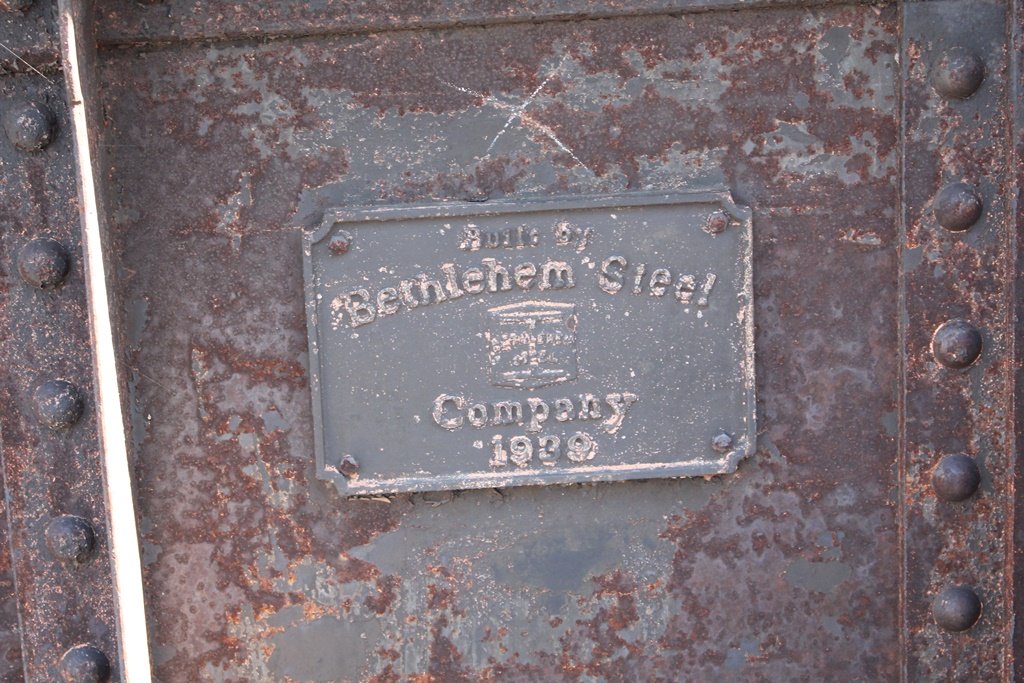 Built by
Bethlehem Steel
Company
1939